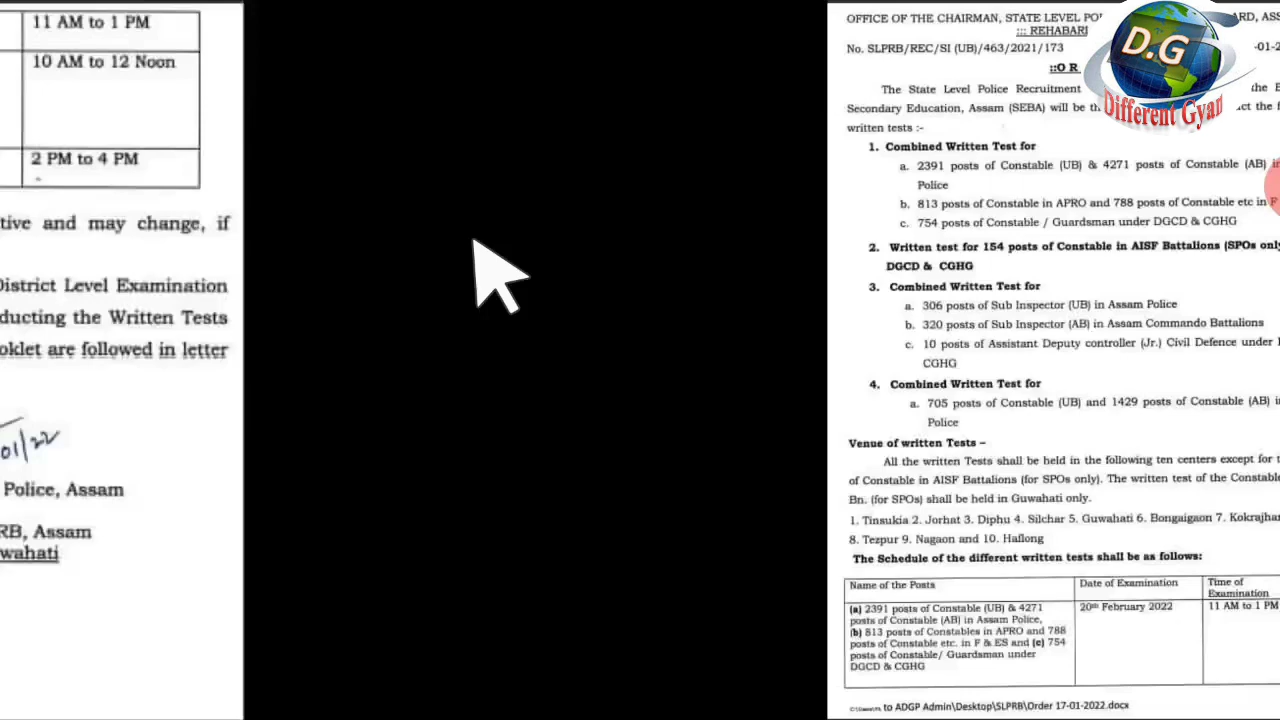 11 AM to 1 PM
10 AM to 12 Noon
2 PM to 4 PM
tive and may change, if
District Level Examination
ducting the Written Tests
oklet are followed in letter
01/22
Police, Assam
RB, Assam
wahati
OFFICE OF THE CHAIRMAN, STATE LEVEL PO ARD, ASS
::: REHABARI
No. SLPRB/REC/SI (UB)/463/2021/173 -01-2
::O R
D.G
Different Gyan
The State Level Police Recruitment the B
Secondary Education, Assam (SEBA) will be th ct the f
written tests :-
1. Combined Written Test for
a. 2391 posts of Constable (UB) & 4271 posts of Constable (AB) in
Police
b. 813 posts of Constable in APRO and 788 posts of Constable etc in F
c. 754 posts of Constable / Guardsman under DGCD & CGHG
2. Written test for 154 posts of Constable in AISF Battalions (SPOs only
DGCD & CGHG
3. Combined Written Test for
a. 306 posts of Sub Inspector (UB) in Assam Police
b. 320 posts of Sub Inspector (AB) in Assam Commando Battalions
c. 10 posts of Assistant Deputy controller (Jr.) Civil Defence under
CGHG
4. Combined Written Test for
a. 705 posts of Constable (UB) and 1429 posts of Constable (AB) in
Police
Venue of written Tests –
All the written Tests shall be held in the following ten centers except for t
of Constable in AISF Battalions (for SPOs only). The written test of the Constable
Bn. (for SPOs) shall be held in Guwahati only.
1. Tinsukia 2. Jorhat 3. Diphu 4. Silchar 5. Guwahati 6. Bongaigaon 7. Kokrajhar
8. Tezpur 9. Nagaon and 10. Haflong
The Schedule of the different written tests shall be as follows:
Name of the Posts Date of Examination Time of
Examination
(a) 2391 posts of Constable (UB) & 4271 20th February 2022 11 AM to 1 PM
posts of Constable (AB) in Assam Police,
(b) 813 posts of Constables in APRO and 788
posts of Constable etc. in F & ES and (c) 754
posts of Constable/ Guardsman under
DGCD & CGHG
to ADGP Admin\Desktop\SLPRB\Order 17-01-2022.docx